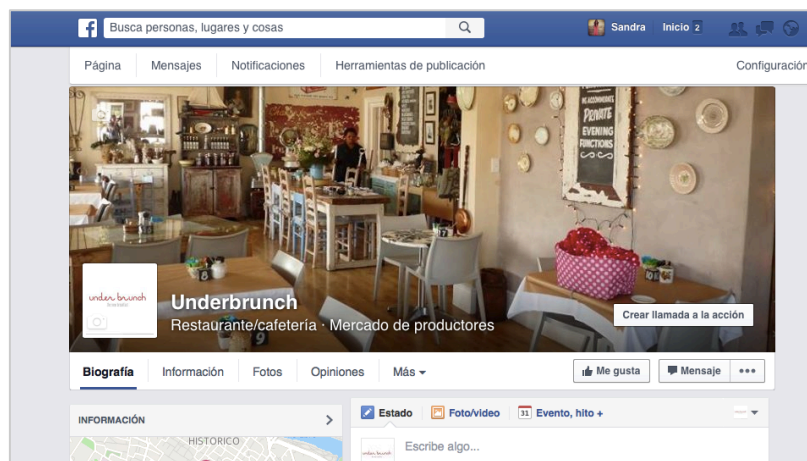 Busca personas, lugares y cosas
Sandra Inicio 2
Página Mensajes Notificaciones Herramientas de publicación Configuración
WE ACCOMMODATE
PRIVATE
EVENING
FUNCTIONS
under brunch
Underbrunch
Restaurante/cafetería · Mercado de productores
Crear llamada a la acción
Biografía Información Fotos Opiniones Más
Me gusta Mensaje
INFORMACIÓN
HISTORICO
Estado Foto/video 31 Evento, hito +
Escribe algo...